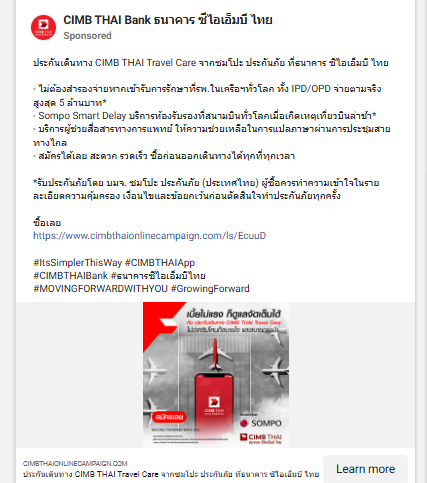 CIMB THAI Bank ธนาคาร ซีไอเอ็มบี ไทย
Sponsored
ประกันเดินทาง CIMB THAI Travel Care จากซมโปะ ประกันภัย ที่ธนาคาร ซีไอเอ็มบี ไทย
- ไม่ต้องสำรองจ่ายหากเข้ารับการรักษาที่รพ.ในเครือฯทั่วโลก ทั้ง IPD/OPD จ่ายตามจริง
สูงสุด 5 ล้านบาท*
- Sompo Smart Delay บริการห้องรับรองที่สนามบินทั่วโลกเมื่อเกิดเหตุเที่ยวบินล่าช้า*
- บริการผู้ช่วยสื่อสารทางการแพทย์ ให้ความช่วยเหลือในการแปลภาษาผ่านการประชุมสาย
ทางไกล
- สมัครได้เลย สะดวก รวดเร็ว ซื้อก่อนออกเดินทางได้ทุกที่ทุกเวลา
*รับประกันภัยโดย บมจ. ซมโปะ ประกันภัย (ประเทศไทย) ผู้ซื้อควรทำความเข้าใจในราย
ละเอียดความคุ้มครอง เงื่อนไขและข้อยกเว้นก่อนตัดสินใจทำประกันภัยทุกครั้ง
ซื้อเลย
https://www.cimbthaionlinecampaign.com/ls/EcuuD
#ItsSimplerThisWay #CIMBTHAIApp
#CIMBTHAIBank #ธนาคารซีไอเอ็มบีไทย
#MOVINGFORWARDWITHYOU #GrowingForward
เบี้ยไม่แรง ก็ดูแลจัดเต็มได้
กับ ประกันเดินทาง CIMB THAI Travel Care
CIMB THAI
สมัครเลย
SOMPO
CIMB THAI
CIMBTHAIONLINECAMPAIGN.COM
ประกันเดินทาง CIMB THAI Travel Care จากซมโปะ ประกันภัย ที่ธนาคาร ซีไอเอ็มบี ไทย
Learn more